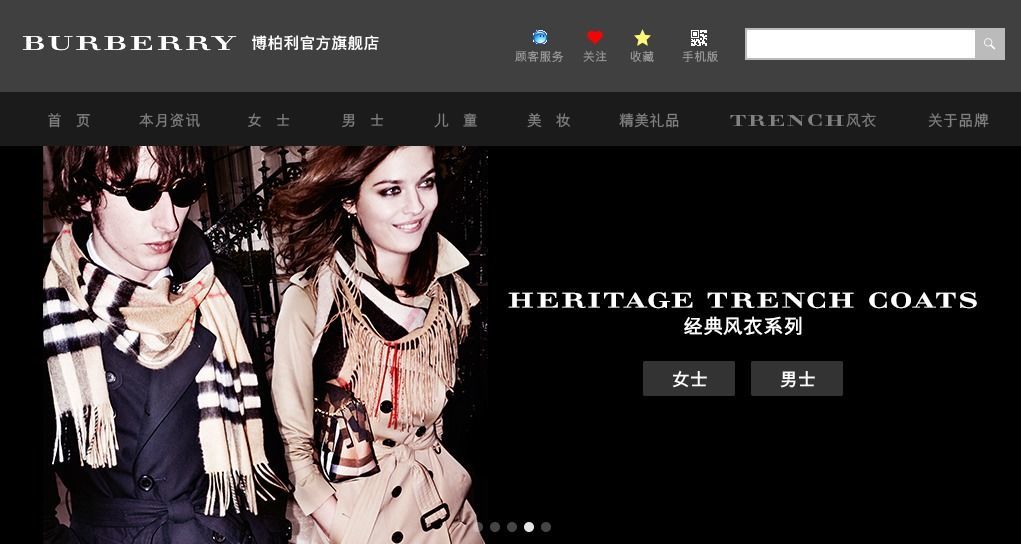 BURBERRY 博柏利官方旗舰店
顾客服务 关注 收藏 手机版
首 页 本月资讯 女 士 男 士 儿 童 美 妆 精美礼品 TRENCH风衣 关于品牌
HERITAGE TRENCH COATS
经典风衣系列
女士 男士